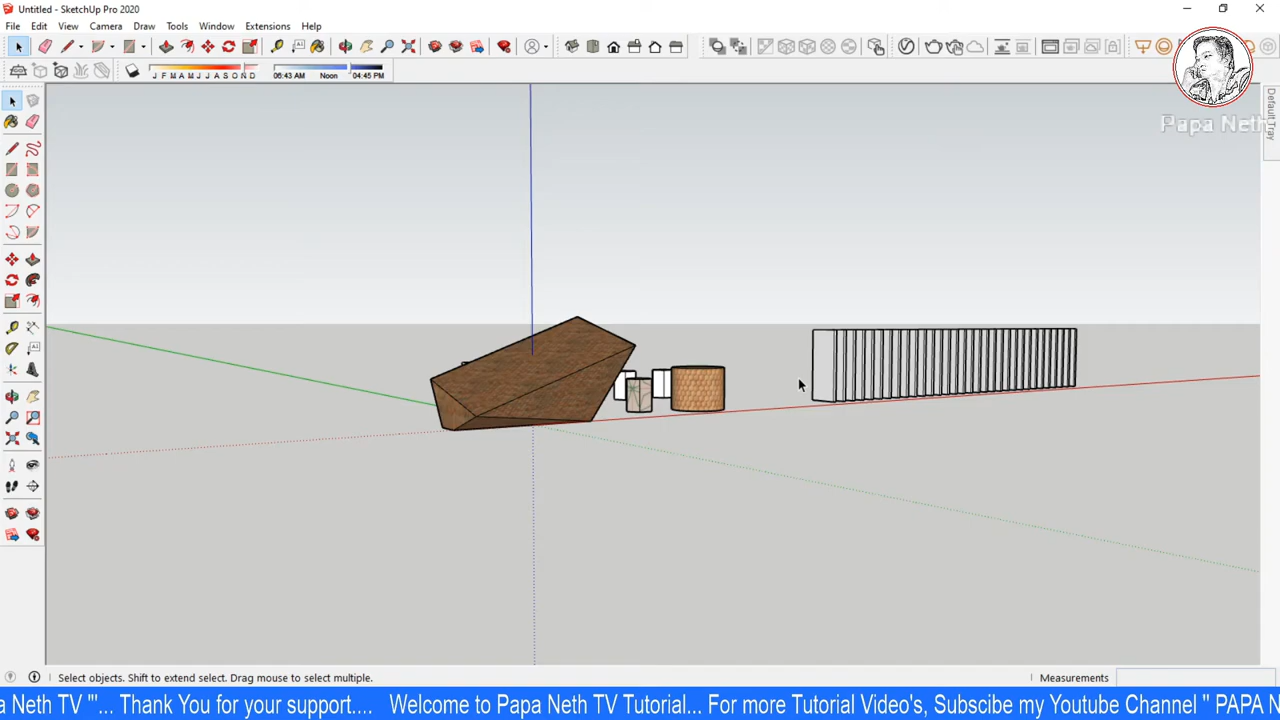 Untitled - SketchUp Pro 2020
File Edit View Camera Draw Tools Window Extensions Help
J F M A M J J A S O N D 06:43 AM Noon 04:45 PM
Papa Neth
Default Tray
Select objects. Shift to extend select. Drag mouse to select multiple.
Measurements
a Neth TV "'... Thank You for your support.... Welcome to Papa Neth TV Tutorial... For more Tutorial Video's, Subscibe my Youtube Channel " PAPA N